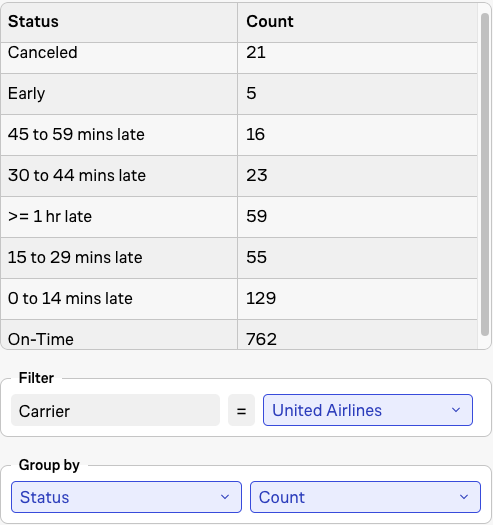 Status Count
Canceled 21
Early 5
45 to 59 mins late 16
30 to 44 mins late 23
>= 1 hr late 59
15 to 29 mins late 55
0 to 14 mins late 129
On-Time 762
Filter
Carrier = United Airlines
Group by
Status Count